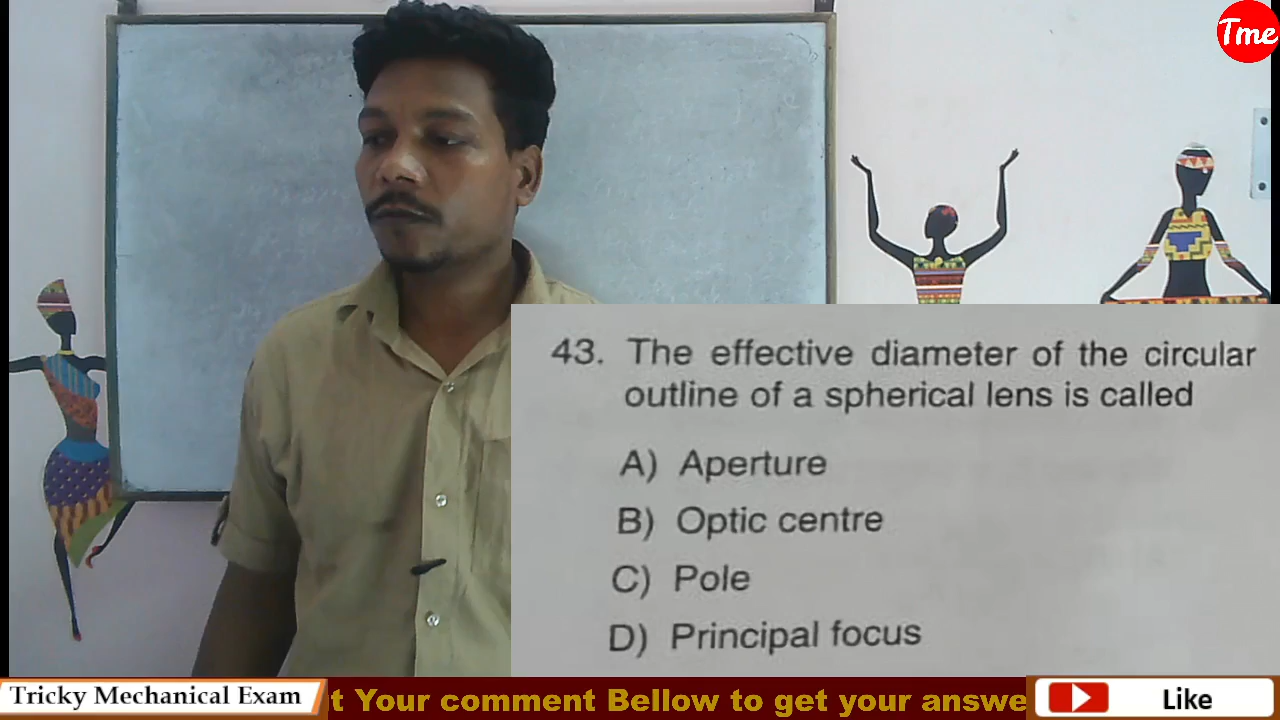 Tme
43. The effective diameter of the circular
outline of a spherical lens is called
A) Aperture
B) Optic centre
C) Pole
D) Principal focus
Tricky Mechanical Exam
t Your comment Bellow to get your answe
Like